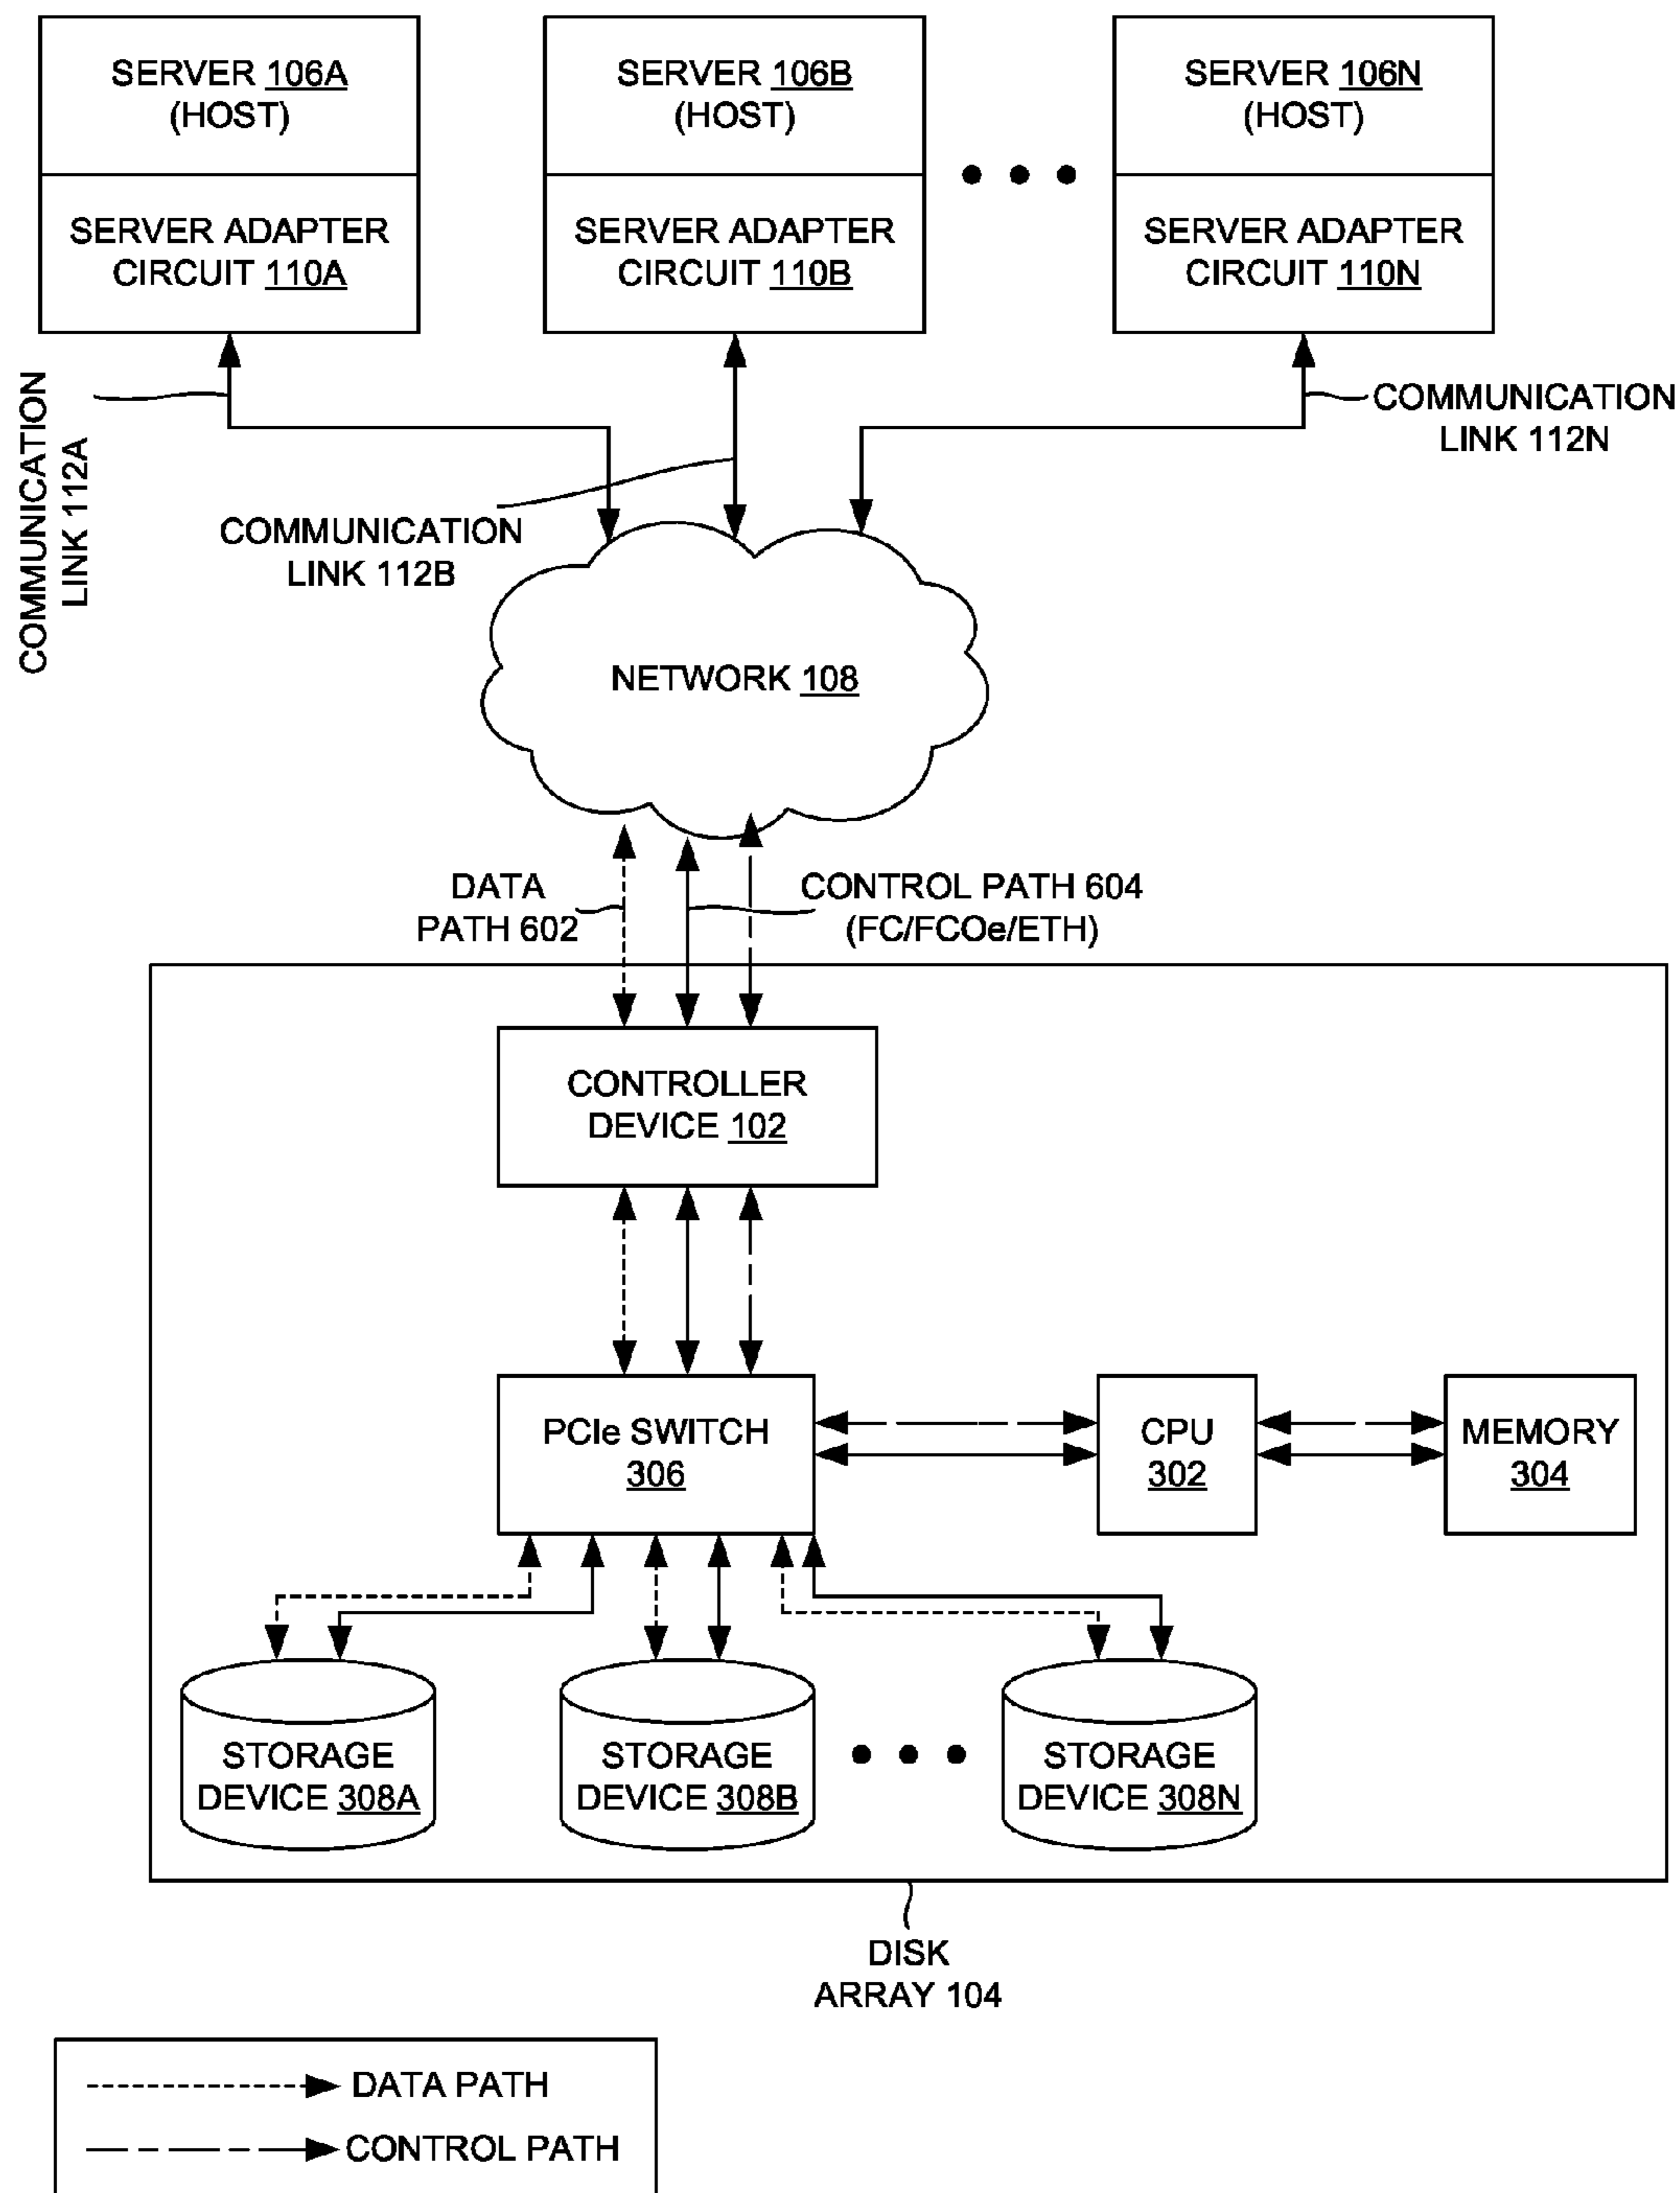 SERVER 106A
(HOST)
SERVER ADAPTER
CIRCUIT 110A
SERVER 106B
(HOST)
SERVER ADAPTER
CIRCUIT 110B
SERVER 106N
(HOST)
SERVER ADAPTER
CIRCUIT 110N
COMMUNICATION
LINK 112A
COMMUNICATION
LINK 112B
COMMUNICATION
LINK 112N
NETWORK 108
DATA
PATH 602
CONTROL PATH 604
(FC/FCOe/ETH)
CONTROLLER
DEVICE 102
PCIe SWITCH
306
CPU
302
MEMORY
304
STORAGE
DEVICE 308A
STORAGE
DEVICE 308B
STORAGE
DEVICE 308N
DISK
ARRAY 104
DATA PATH
CONTROL PATH